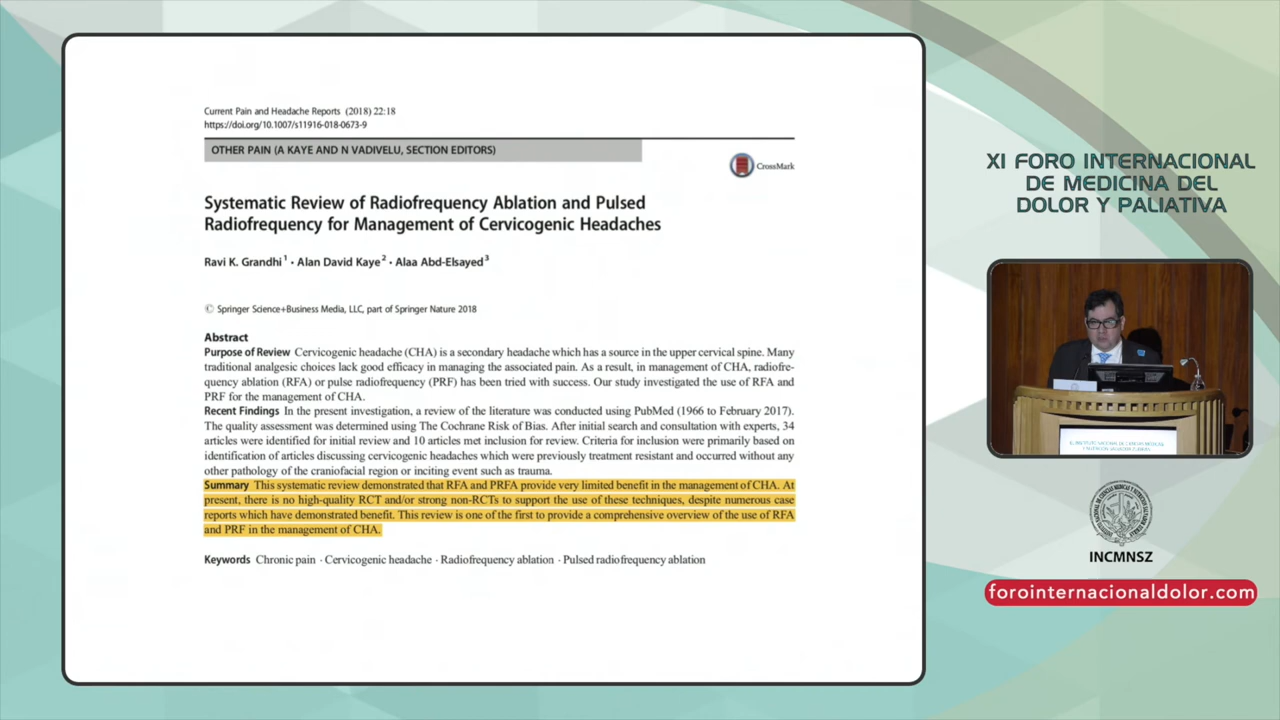 Current Pain and Headache Reports (2018) 22:18
https://doi.org/10.1007/s11916-018-0673-9
OTHER PAIN (A KAYE AND N VADIVELU, SECTION EDITORS)
CrossMark
Systematic Review of Radiofrequency Ablation and Pulsed
Radiofrequency for Management of Cervicogenic Headaches
Ravi K. Grandhi 1 · Alan David Kaye 2 · Alaa Abd-Elsayed 3
© Springer Science+Business Media, LLC, part of Springer Nature 2018
Abstract
Purpose of Review Cervicogenic headache (CHA) is a secondary headache which has a source in the upper cervical spine. Many
traditional analgesic choices lack good efficacy in managing the associated pain. As a result, in management of CHA, radiofre-
quency ablation (RFA) or pulse radiofrequency (PRF) has been tried with success. Our study investigated the use of RFA and
PRF for the management of CHA.
Recent Findings In the present investigation, a review of the literature was conducted using PubMed (1966 to February 2017).
The quality assessment was determined using The Cochrane Risk of Bias. After initial search and consultation with experts, 34
articles were identified for initial review and 10 articles met inclusion for review. Criteria for inclusion were primarily based on
identification of articles discussing cervicogenic headaches which were previously treatment resistant and occurred without any
other pathology of the craniofacial region or inciting event such as trauma.
Summary This systematic review demonstrated that RFA and PRFA provide very limited benefit in the management of CHA. At
present, there is no high-quality RCT and/or strong non-RCTs to support the use of these techniques, despite numerous case
reports which have demonstrated benefit. This review is one of the first to provide a comprehensive overview of the use of RFA
and PRF in the management of CHA.
Keywords Chronic pain · Cervicogenic headache · Radiofrequency ablation · Pulsed radiofrequency ablation
XI FORO INTERNACIONAL
DE MEDICINA DEL
DOLOR Y PALIATIVA
INCMNSZ
forointernacionaldolor.com